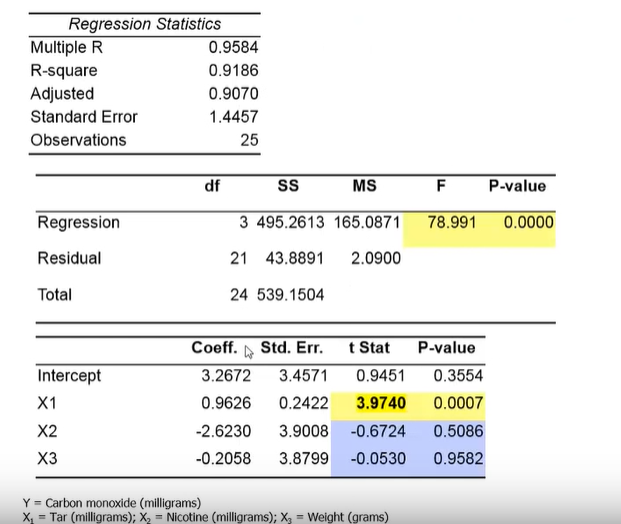 Regression Statistics
Multiple R 0.9584
R-square 0.9186
Adjusted 0.9070
Standard Error 1.4457
Observations 25
df SS MS F P-value
Regression 3 495.2613 165.0871 78.991 0.0000
Residual 21 43.8891 2.0900
Total 24 539.1504
Coeff. Std. Err. t Stat P-value
Intercept 3.2672 3.4571 0.9451 0.3554
X1 0.9626 0.2422 3.9740 0.0007
X2 -2.6230 3.9008 -0.6724 0.5086
X3 -0.2058 3.8799 -0.0530 0.9582
Y = Carbon monoxide (milligrams)
X₁ = Tar (milligrams); X₂ = Nicotine (milligrams); X₃ = Weight (grams)